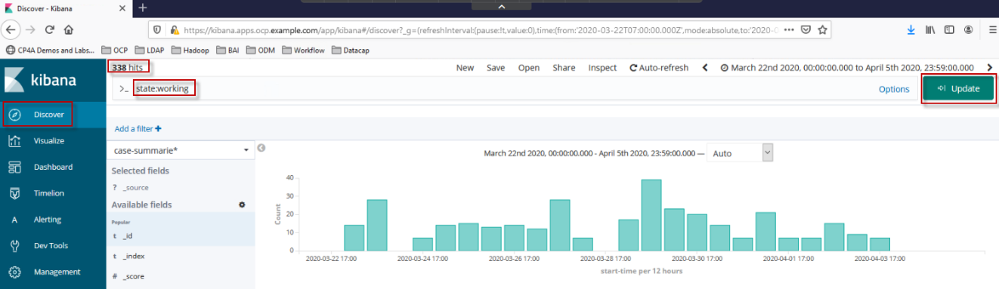 Discover - Kibana
https://kibana.apps.ocp.example.com/app/kibana#/discover?_g=(refreshInterval:(pause:!t,value:0),time:(from:'2020-03-22T07:00:00.000Z',mode:absolute,to:'2020-0
CP4A Demos and Labs... OCP LDAP Hadoop BAI ODM Workflow Datacap
338 hits New Save Open Share Inspect Auto-refresh March 22nd 2020, 00:00:00.000 to April 5th 2020, 23:59:00.000
kibana
>_ state:working Options Update
Discover
Add a filter +
Visualize
case-summarie*
March 22nd 2020, 00:00:00.000 - April 5th 2020, 23:59:00.000 — Auto
Dashboard
Selected fields
? _source
Timelion
Available fields
Alerting
Popular
t _id
Dev Tools
t _index
Management
# _score
Count
40
30
20
10
0
2020-03-22 17:00 2020-03-24 17:00 2020-03-26 17:00 2020-03-28 17:00 2020-03-30 17:00 2020-04-01 17:00 2020-04-03 17:00
start-time per 12 hours